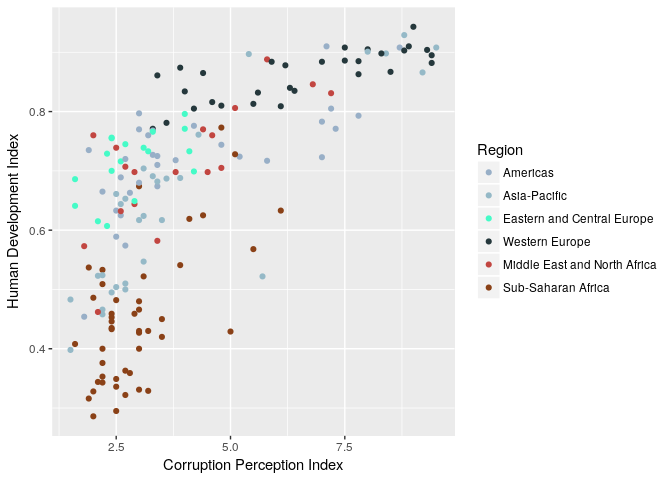 0.8
0.6
0.4
2.5
5.0
7.5
Corruption Perception Index
Human Development Index
Region
Americas
Asia-Pacific
Eastern and Central Europe
Western Europe
Middle East and North Africa
Sub-Saharan Africa